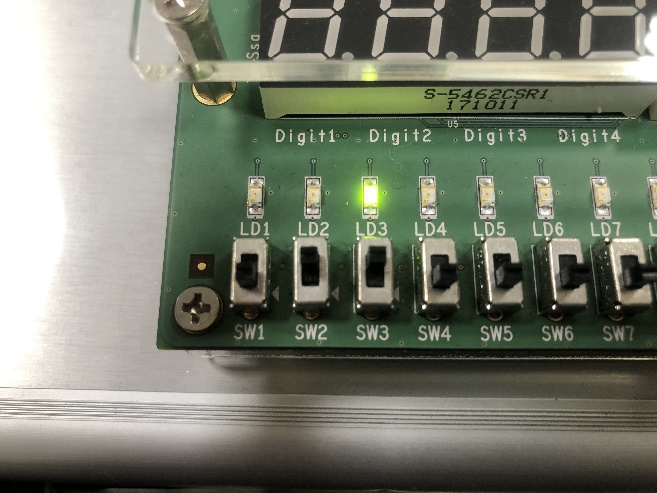 Ssa
S-5462CSR1
171011
U5
Digit1 Digit2 Digit3 Digit4
LD1 LD2 LD3 LD4 LD5 LD6 LD7
SW1 SW2 SW3 SW4 SW5 SW6 SW7